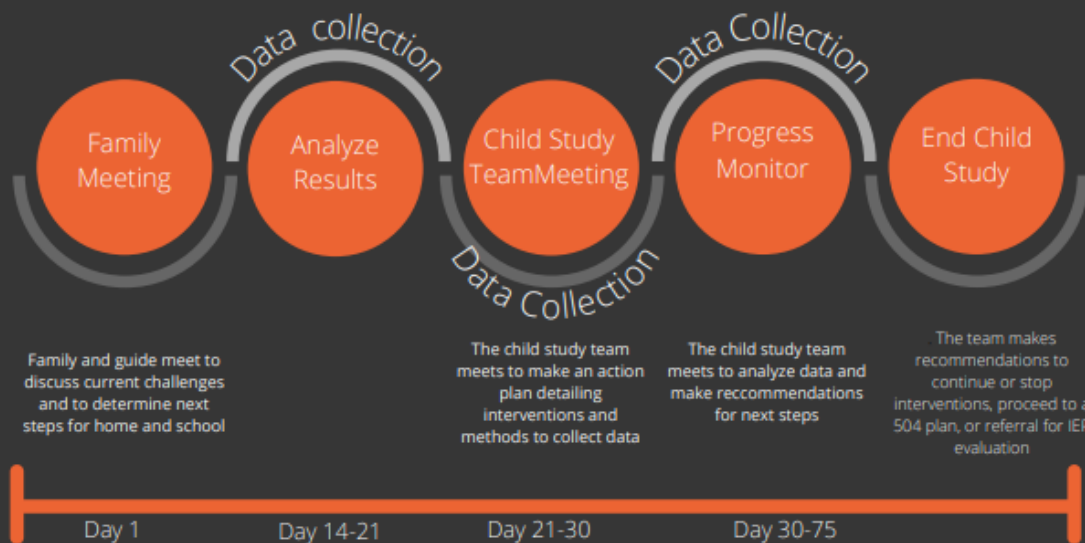 Data collection
Data Collection
Family
Meeting
Analyze
Results
Child Study
TeamMeeting
Progress
Monitor
End Child
Study
Data Collection
Family and guide meet to
discuss current challenges
and to determine next
steps for home and school
The child study team
meets to make an action
plan detailing
interventions and
methods to collect data
The child study team
meets to analyze data and
make reccommendations
for next steps
The team makes
recommendations to
continue or stop
interventions, proceed to a
504 plan, or referral for IEP
evaluation
Day 1
Day 14-21
Day 21-30
Day 30-75